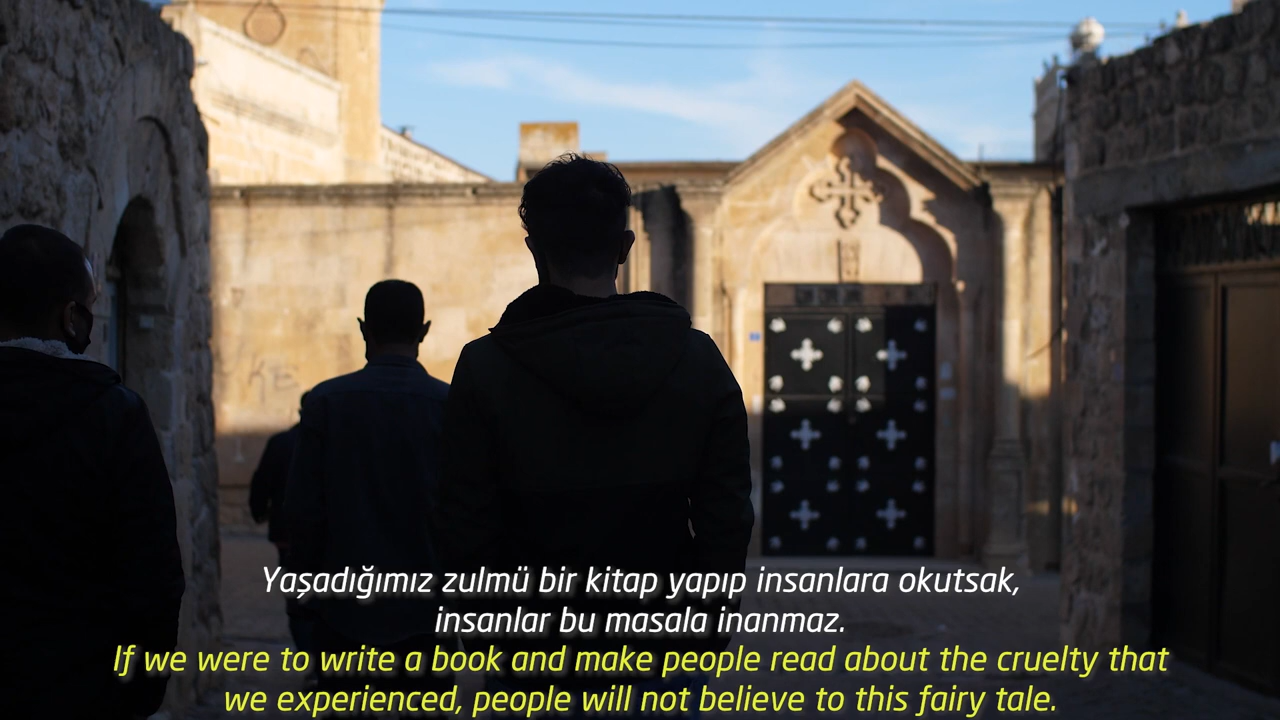 Yaşadığımız zulmü bir kitap yapıp insanlara okutsak,
insanlar bu masala inanmaz.
If we were to write a book and make people read about the cruelty that
we experienced, people will not believe to this fairy tale.